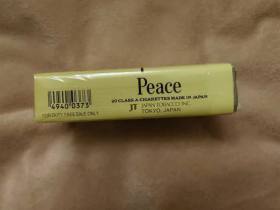 Peace
20 CLASS A CIGARETTES MADE IN JAPAN
JT JAPAN TOBACCO INC.
TOKYO, JAPAN
4940 0373
FOR DUTY FREE SALE ONLY